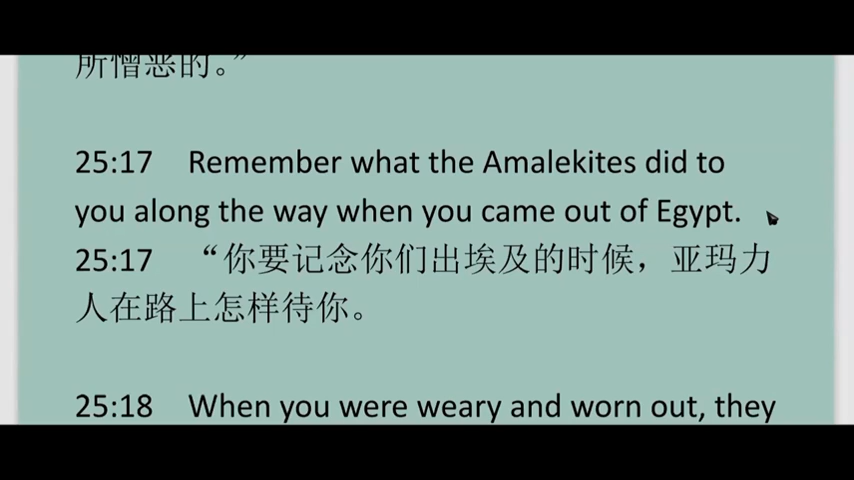 所憎恶的。”
25:17 Remember what the Amalekites did to
you along the way when you came out of Egypt.
25:17 “你要记念你们出埃及的时候，亚玛力
人在路上怎样待你。
25:18 When you were weary and worn out, they